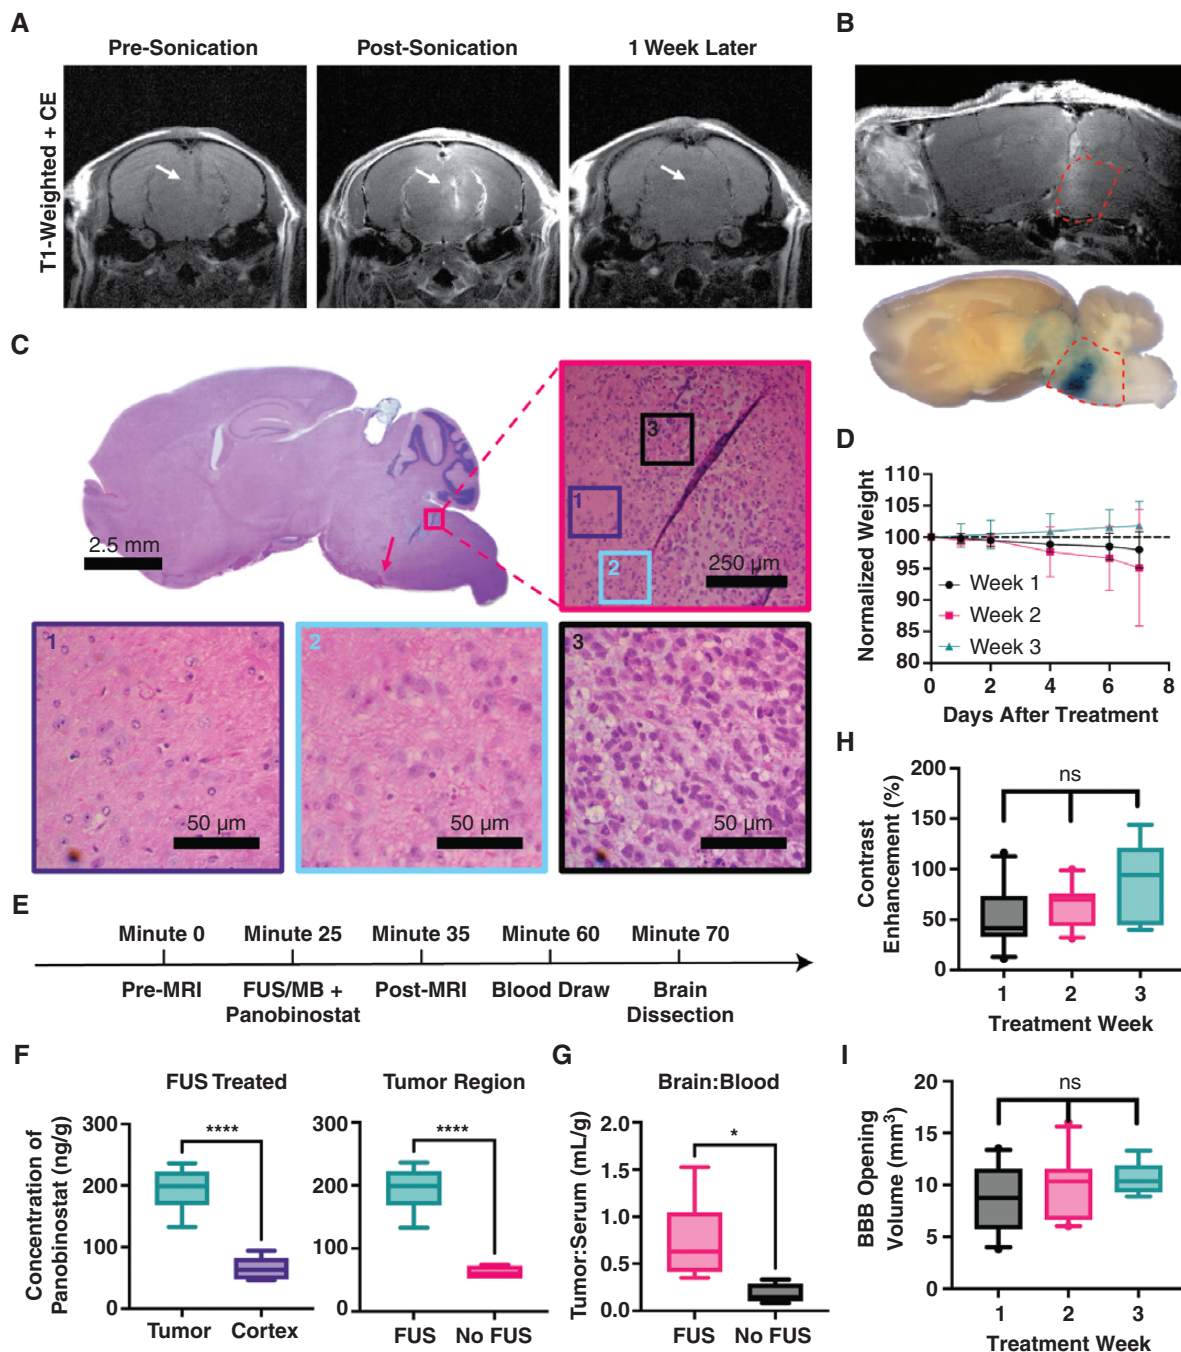 A
Pre-Sonication
Post-Sonication
1 Week Later
T1-Weighted + CE
B
C
2.5 mm
3
1
2
250 µm
1
50 µm
2
50 µm
3
50 µm
D
Normalized Weight
110
105
100
95
90
85
80
Week 1
Week 2
Week 3
0
2
4
6
8
Days After Treatment
E
Minute 0
Minute 25
Minute 35
Minute 60
Minute 70
Pre-MRI
FUS/MB +
Panobinostat
Post-MRI
Blood Draw
Brain
Dissection
F
FUS Treated
Concentration of
Panobinostat (ng/g)
300
200
100
0
****
Tumor
Cortex
Tumor Region
300
200
100
0
****
FUS
No FUS
G
Brain:Blood
Tumor:Serum (mL/g)
2.0
1.5
1.0
0.5
0.0
*
FUS
No FUS
H
Contrast
Enhancement (%)
200
150
100
50
0
ns
1
2
3
Treatment Week
I
BBB Opening
Volume (mm³)
20
15
10
5
0
ns
1
2
3
Treatment Week